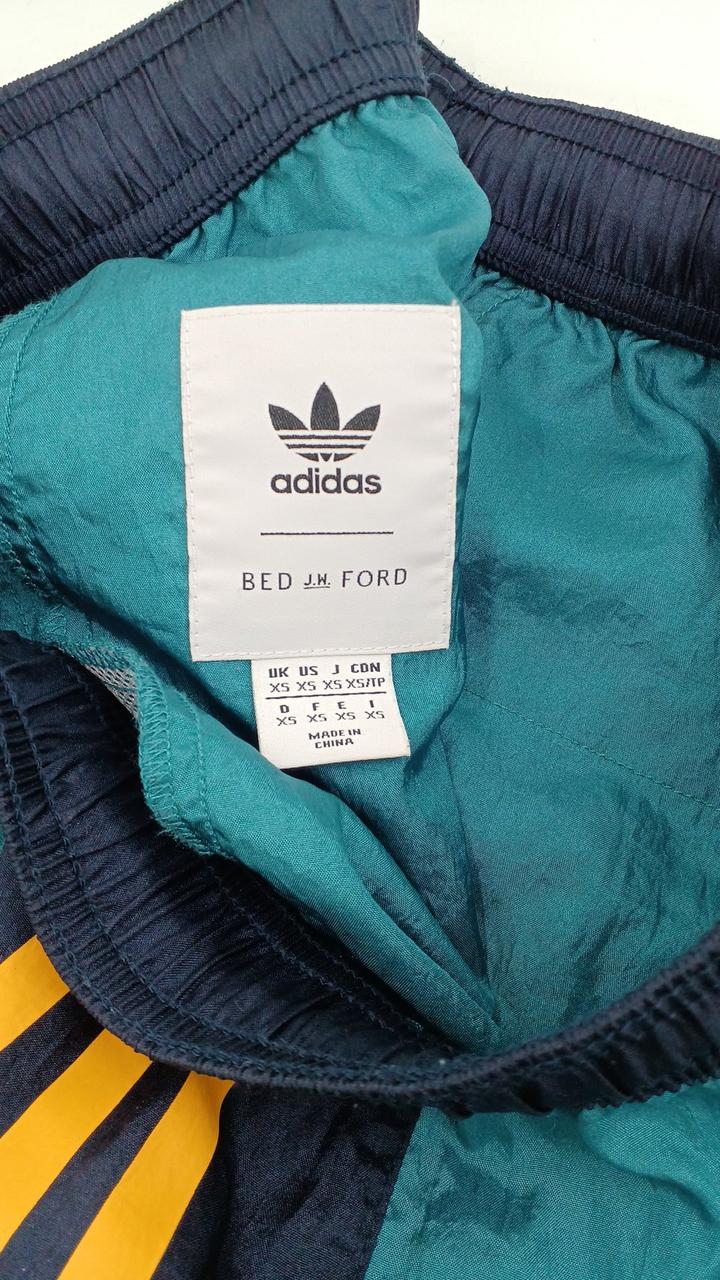 adidas
BED J.W. FORD
UK US J CDN
XS XS XS XS/TP
D F E I
XS XS XS XS
MADE IN
CHINA